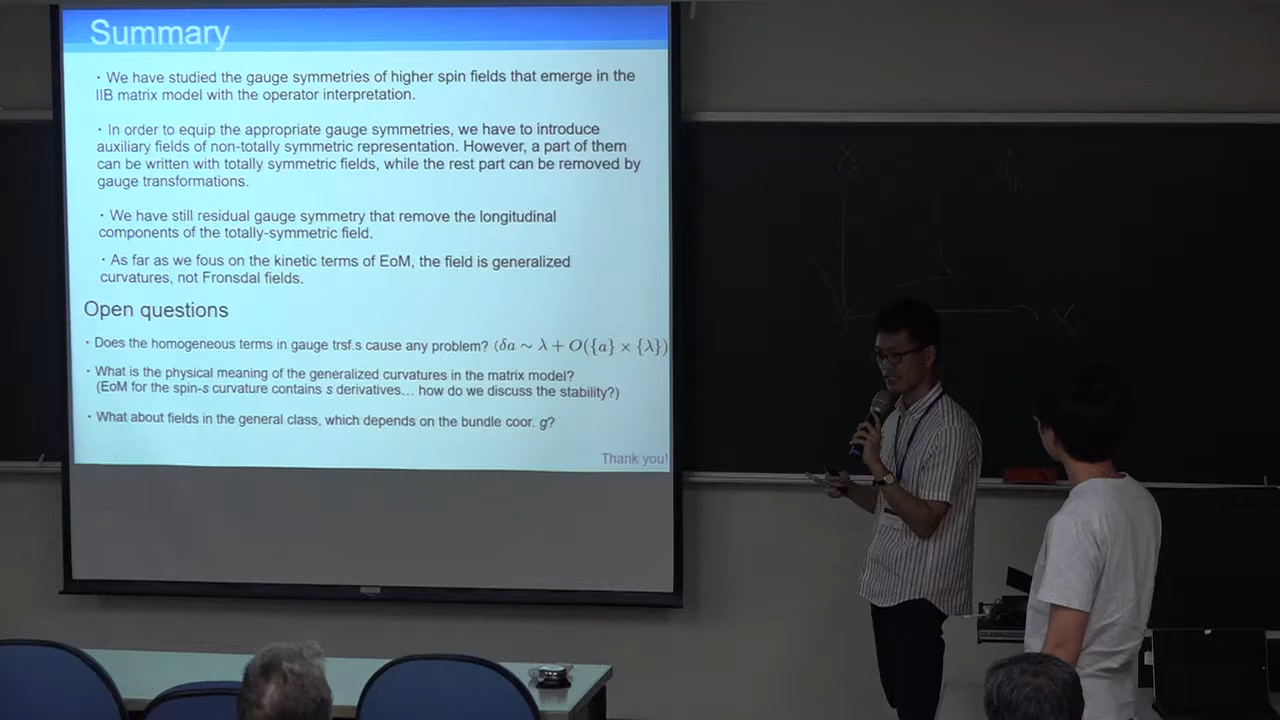 Summary
· We have studied the gauge symmetries of higher spin fields that emerge in the
IIB matrix model with the operator interpretation.
· In order to equip the appropriate gauge symmetries, we have to introduce
auxiliary fields of non-totally symmetric representation. However, a part of them
can be written with totally symmetric fields, while the rest part can be removed by
gauge transformations.
· We have still residual gauge symmetry that remove the longitudinal
components of the totally-symmetric field.
· As far as we fous on the kinetic terms of EoM, the field is generalized
curvatures, not Fronsdal fields.
Open questions
· Does the homogeneous terms in gauge trsf.s cause any problem? (δa ∼ λ + O({a} × {λ})
· What is the physical meaning of the generalized curvatures in the matrix model?
(EoM for the spin-s curvature contains s derivatives… how do we discuss the stability?)
· What about fields in the general class, which depends on the bundle coor. g?
Thank you!